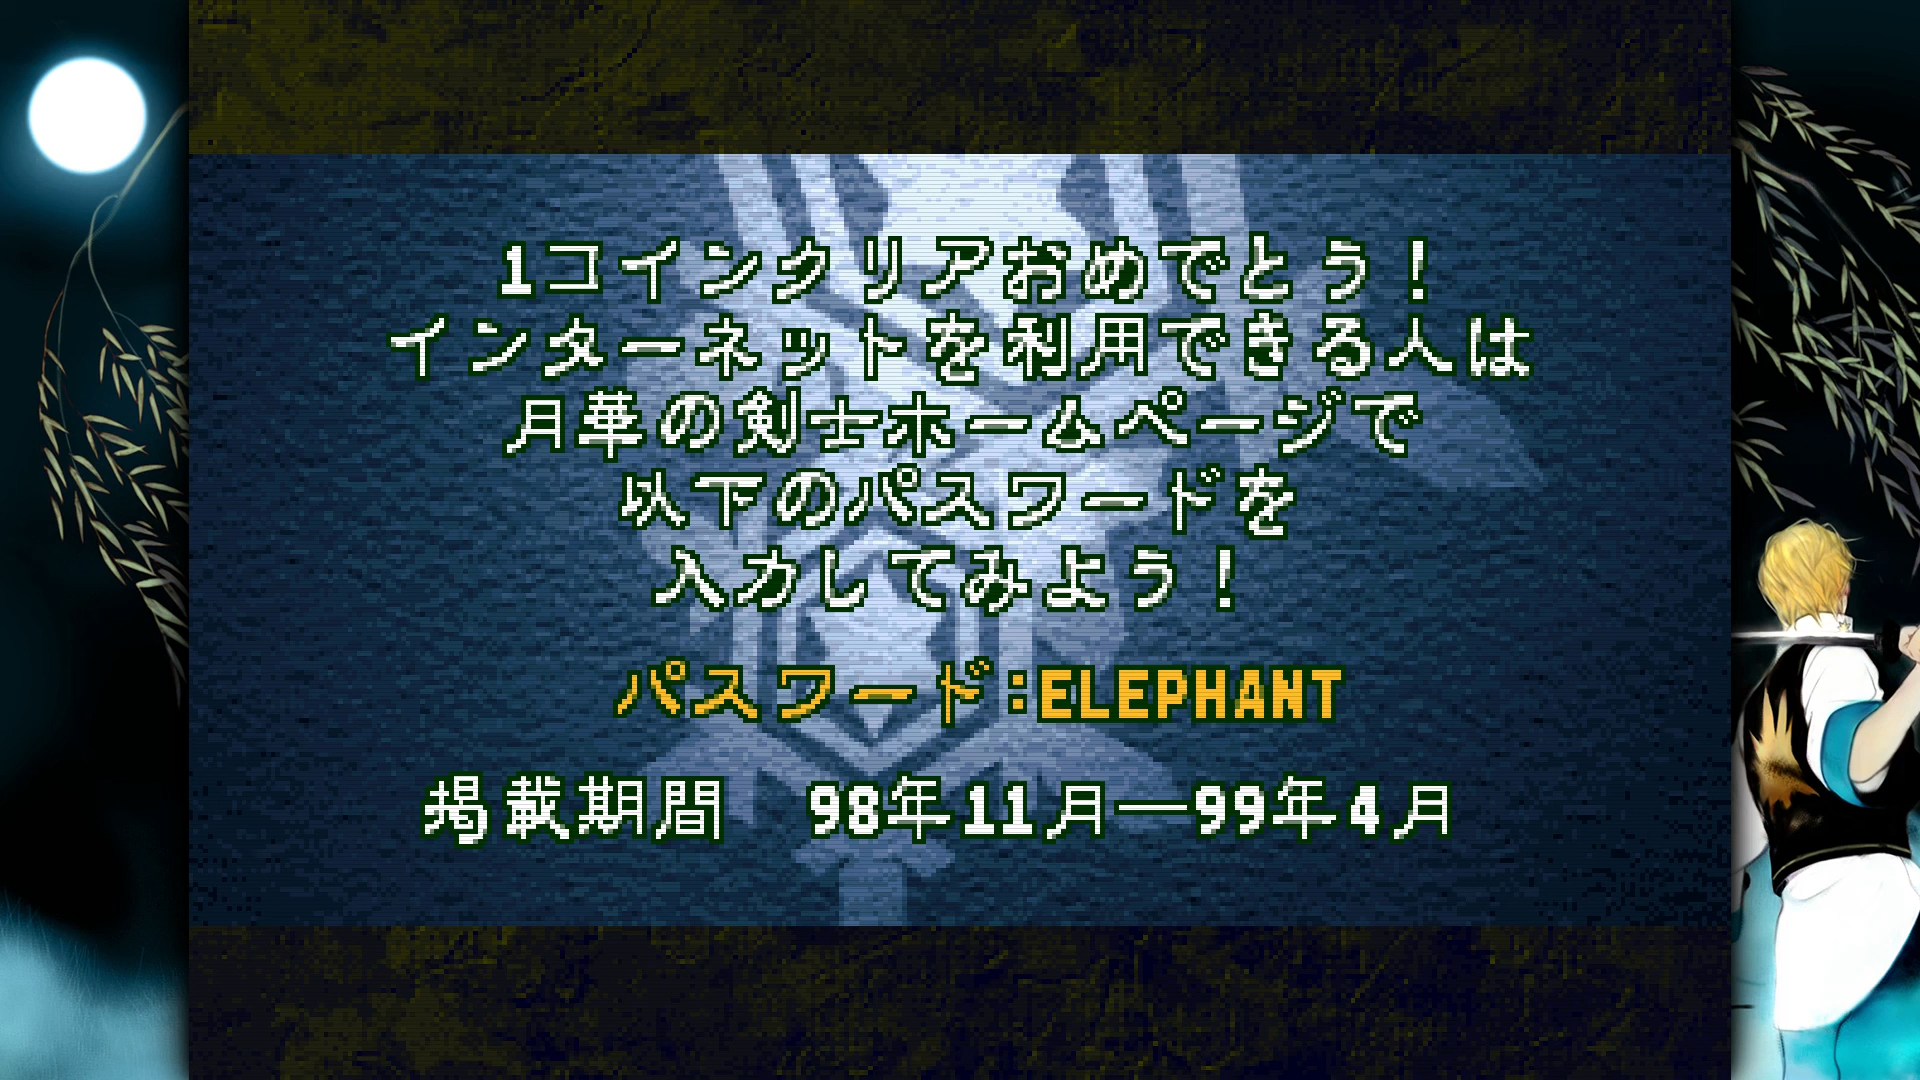 1コインクリアおめでとう！
インターネットを利用できる人は
月華の剣士ホームページで
以下のパスワードを
入力してみよう！
パスワード:ELEPHANT
掲載期間　98年11月―99年4月